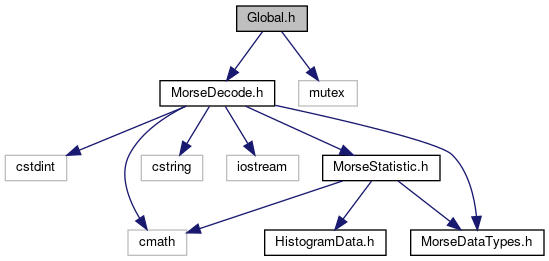 Global.h
MorseDecode.h
mutex
cstdint
cstring
iostream
MorseStatistic.h
cmath
HistogramData.h
MorseDataTypes.h